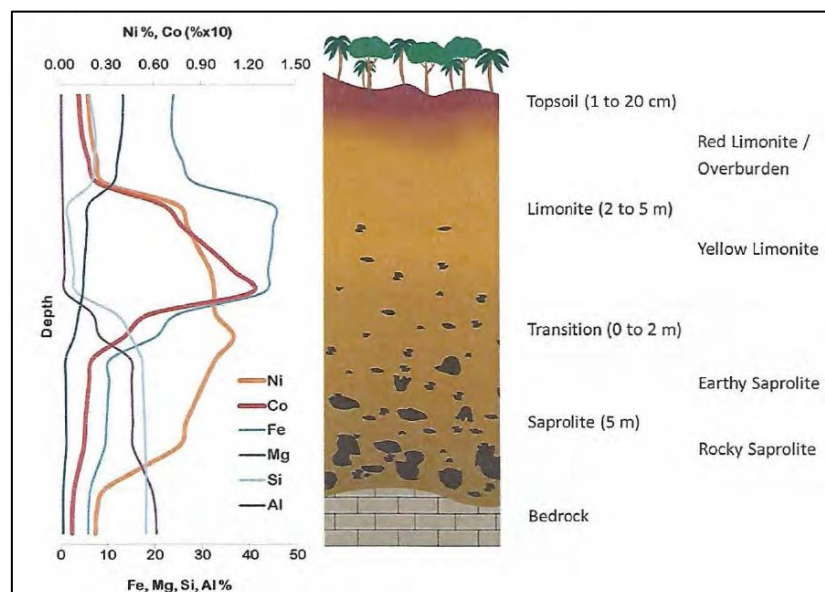 Ni %, Co (%x10)
0.00 0.30 0.60 0.90 1.20 1.50
Depth
Ni
Co
Fe
Mg
Si
Al
0 10 20 30 40 50
Fe, Mg, Si, Al %
Topsoil (1 to 20 cm)
Red Limonite /
Overburden
Limonite (2 to 5 m)
Yellow Limonite
Transition (0 to 2 m)
Earthy Saprolite
Saprolite (5 m)
Rocky Saprolite
Bedrock